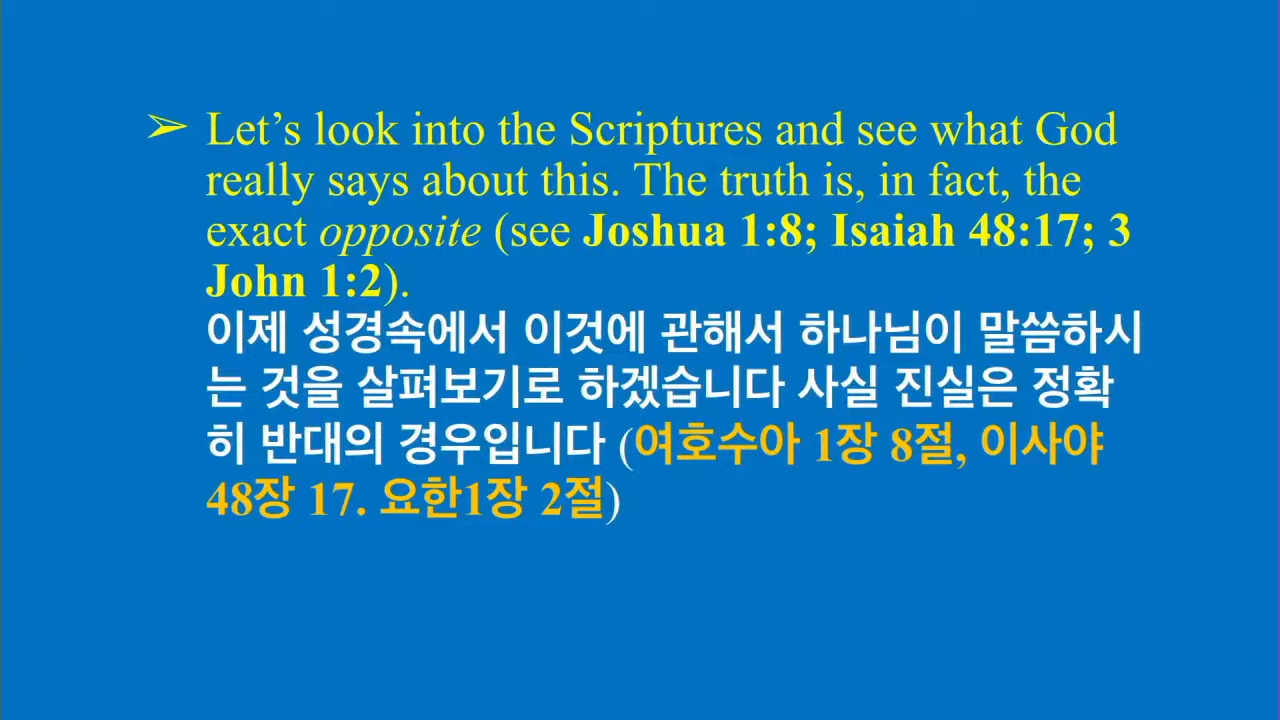 ➢ Let’s look into the Scriptures and see what God
really says about this. The truth is, in fact, the
exact opposite (see Joshua 1:8; Isaiah 48:17; 3
John 1:2).
이제 성경속에서 이것에 관해서 하나님이 말씀하시
는 것을 살펴보기로 하겠습니다 사실 진실은 정확
히 반대의 경우입니다 (여호수아 1장 8절, 이사야
48장 17. 요한1장 2절)